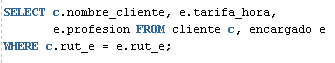 SELECT c.nombre_cliente, e.tarifa_hora,
e.profesion FROM cliente c, encargado e
WHERE c.rut_e = e.rut_e;